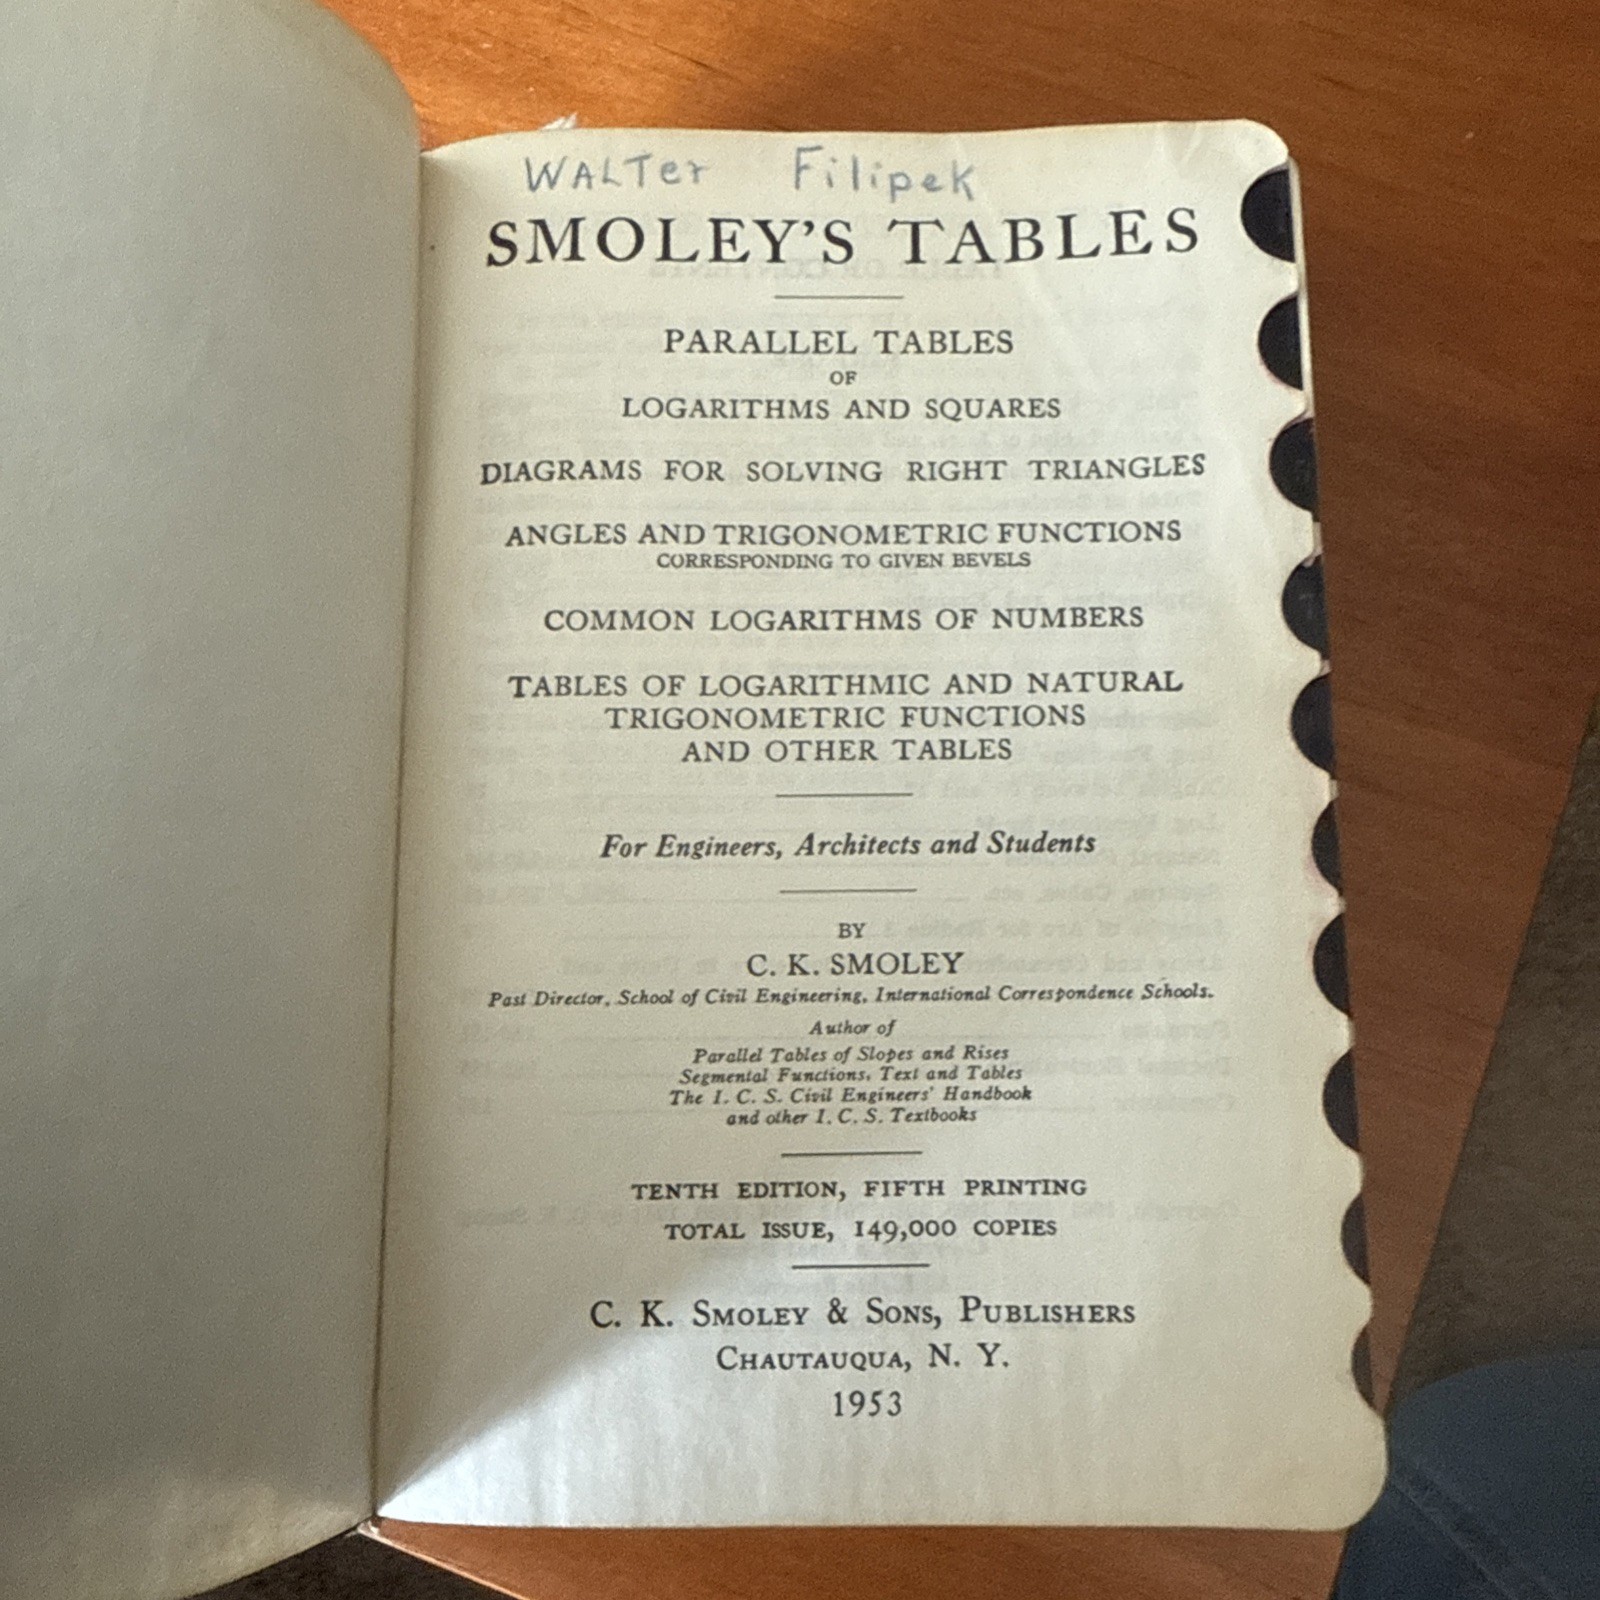 WALTer Filipek
SMOLEY'S TABLES
PARALLEL TABLES
OF
LOGARITHMS AND SQUARES
DIAGRAMS FOR SOLVING RIGHT TRIANGLES
ANGLES AND TRIGONOMETRIC FUNCTIONS
CORRESPONDING TO GIVEN BEVELS
COMMON LOGARITHMS OF NUMBERS
TABLES OF LOGARITHMIC AND NATURAL
TRIGONOMETRIC FUNCTIONS
AND OTHER TABLES
For Engineers, Architects and Students
BY
C. K. SMOLEY
Past Director, School of Civil Engineering, International Correspondence Schools.
Author of
Parallel Tables of Slopes and Rises
Segmental Functions, Text and Tables
The I. C. S. Civil Engineers' Handbook
and other I. C. S. Textbooks
TENTH EDITION, FIFTH PRINTING
TOTAL ISSUE, 149,000 COPIES
C. K. SMOLEY & SONS, PUBLISHERS
CHAUTAUQUA, N. Y.
1953